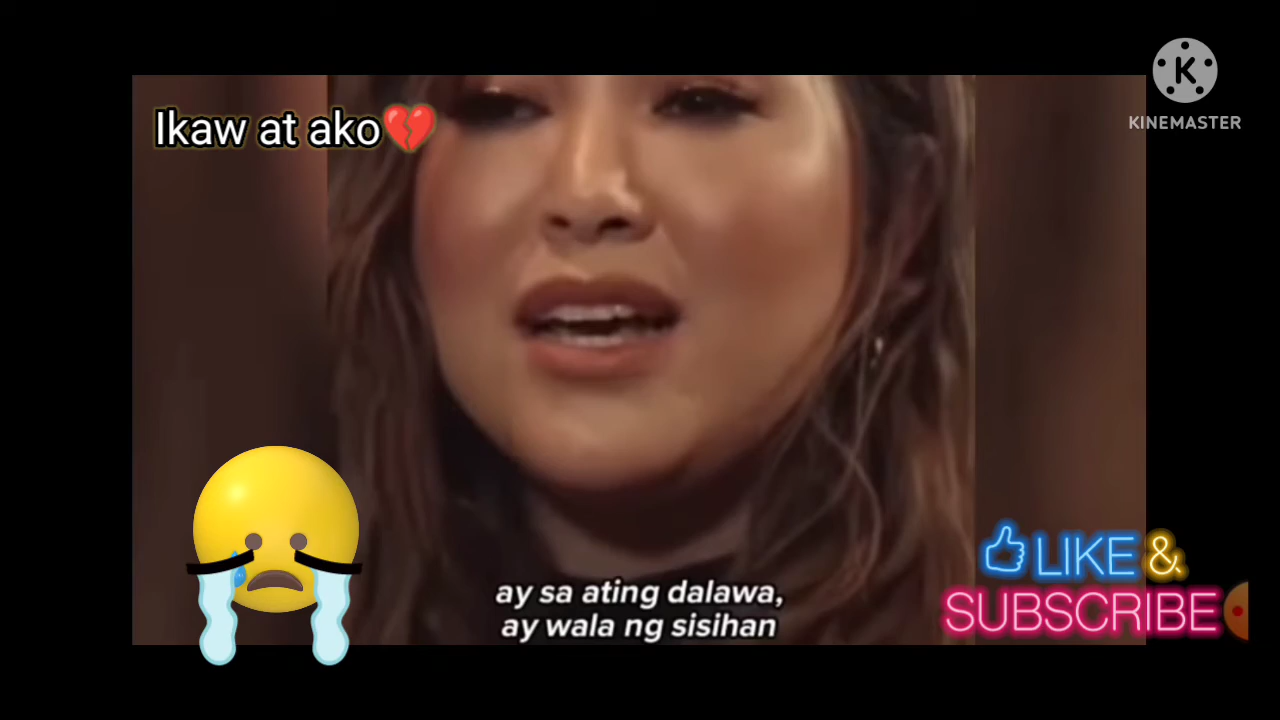 Ikaw at ako💔
KINEMASTER
ay sa ating dalawa,
ay wala ng sisihan
LIKE &
SUBSCRIBE